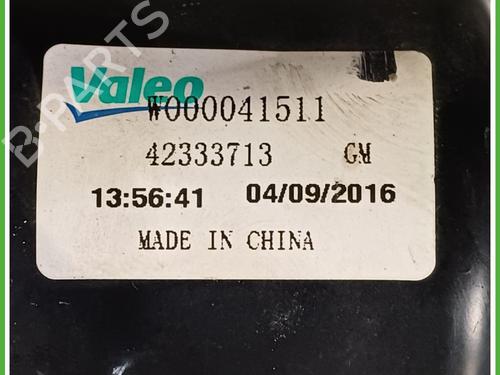 B-PARTS
Valeo
W000041511
42333713 GM
13:56:41 04/09/2016
MADE IN CHINA